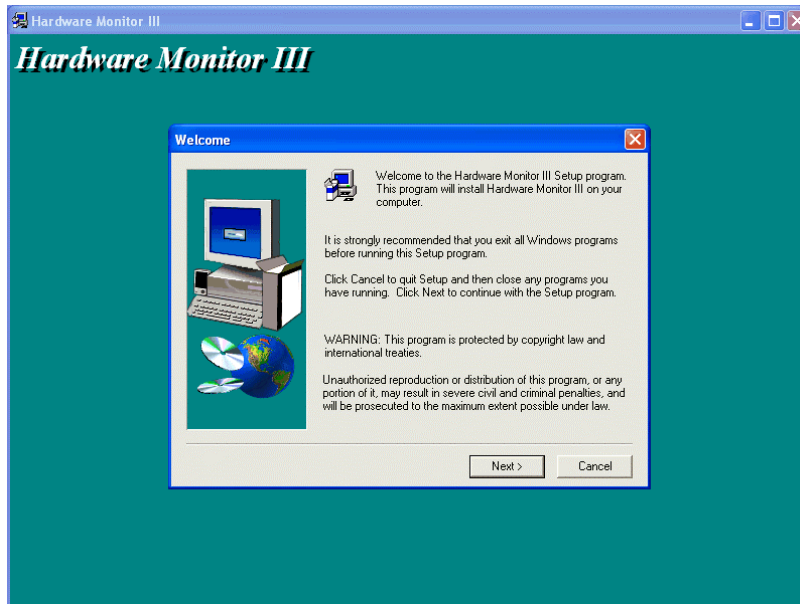 Hardware Monitor III
Hardware Monitor III
Welcome
Welcome to the Hardware Monitor III Setup program.
This program will install Hardware Monitor III on your
computer.
It is strongly recommended that you exit all Windows programs
before running this Setup program.
Click Cancel to quit Setup and then close any programs you
have running. Click Next to continue with the Setup program.
WARNING: This program is protected by copyright law and
international treaties.
Unauthorized reproduction or distribution of this program, or any
portion of it, may result in severe civil and criminal penalties, and
will be prosecuted to the maximum extent possible under law.
Next >
Cancel